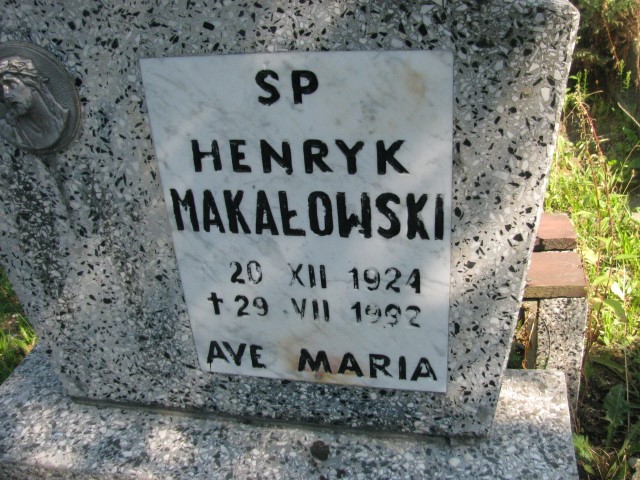 SP
HENRYK
MAKAŁOWSKI
20 XII 1924
† 29 VII 1992
AVE MARIA